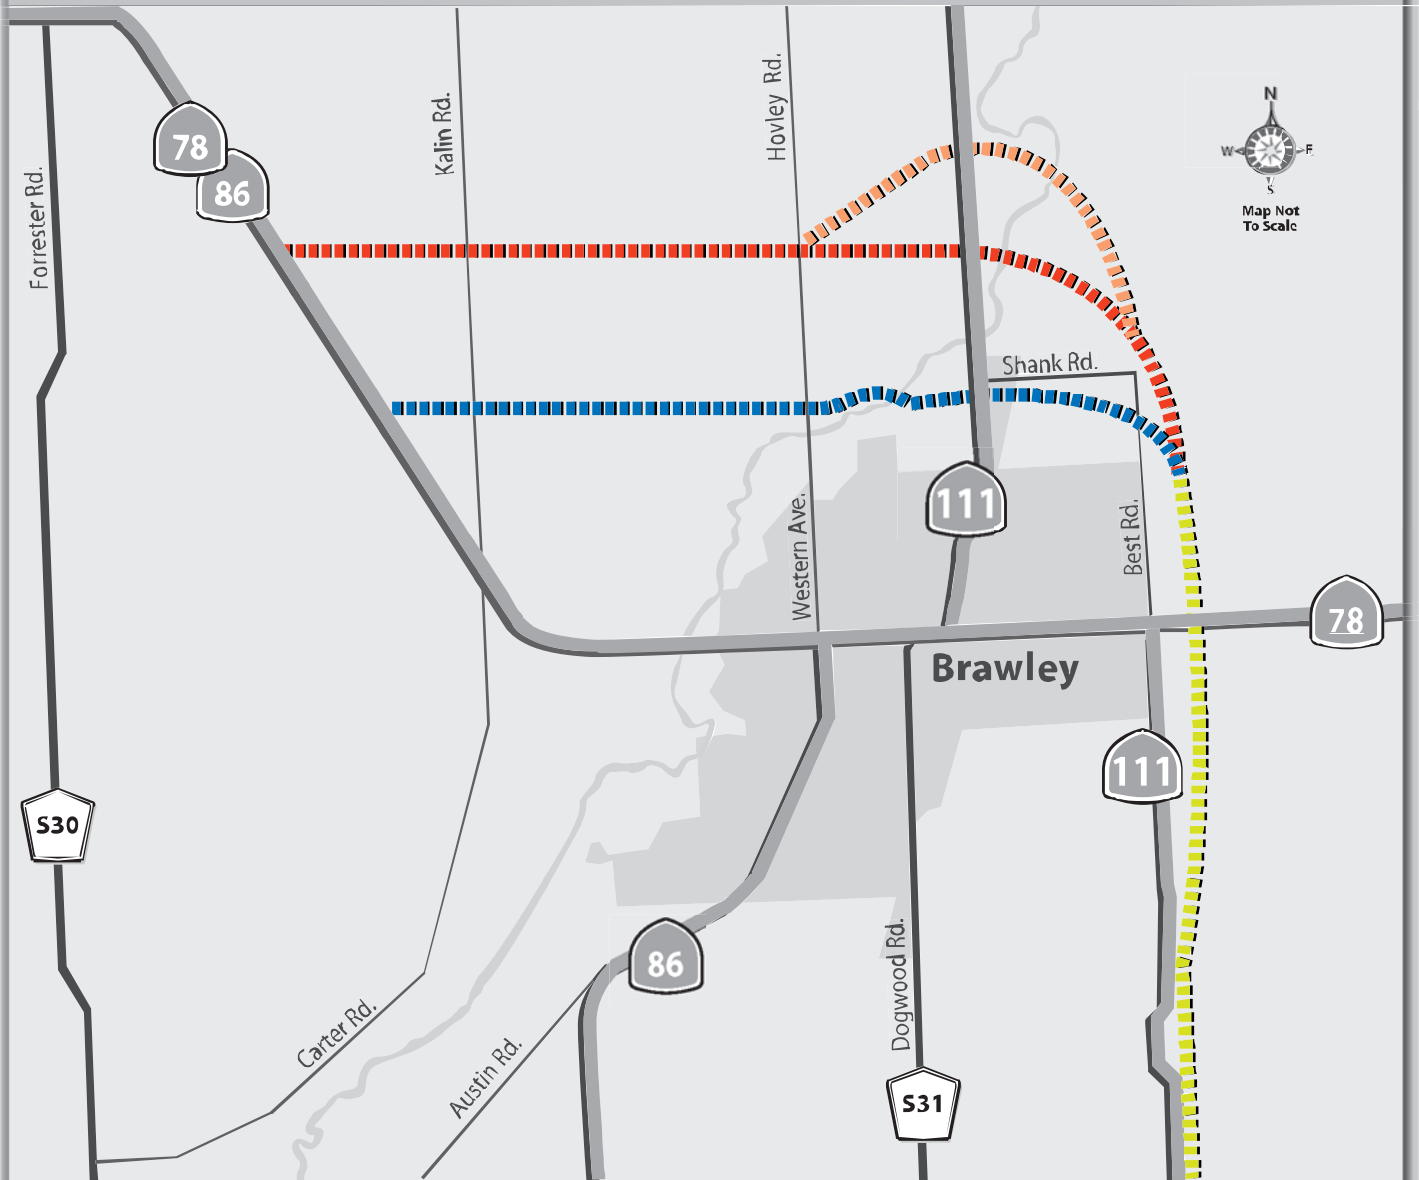 78
86
Forrester Rd.
Kalin Rd.
Hovley Rd.
N
W
E
S
Map Not
To Scale
Shank Rd.
111
Western Ave.
Best Rd.
78
Brawley
111
S30
86
Dogwood Rd.
Carter Rd.
Austin Rd.
S31